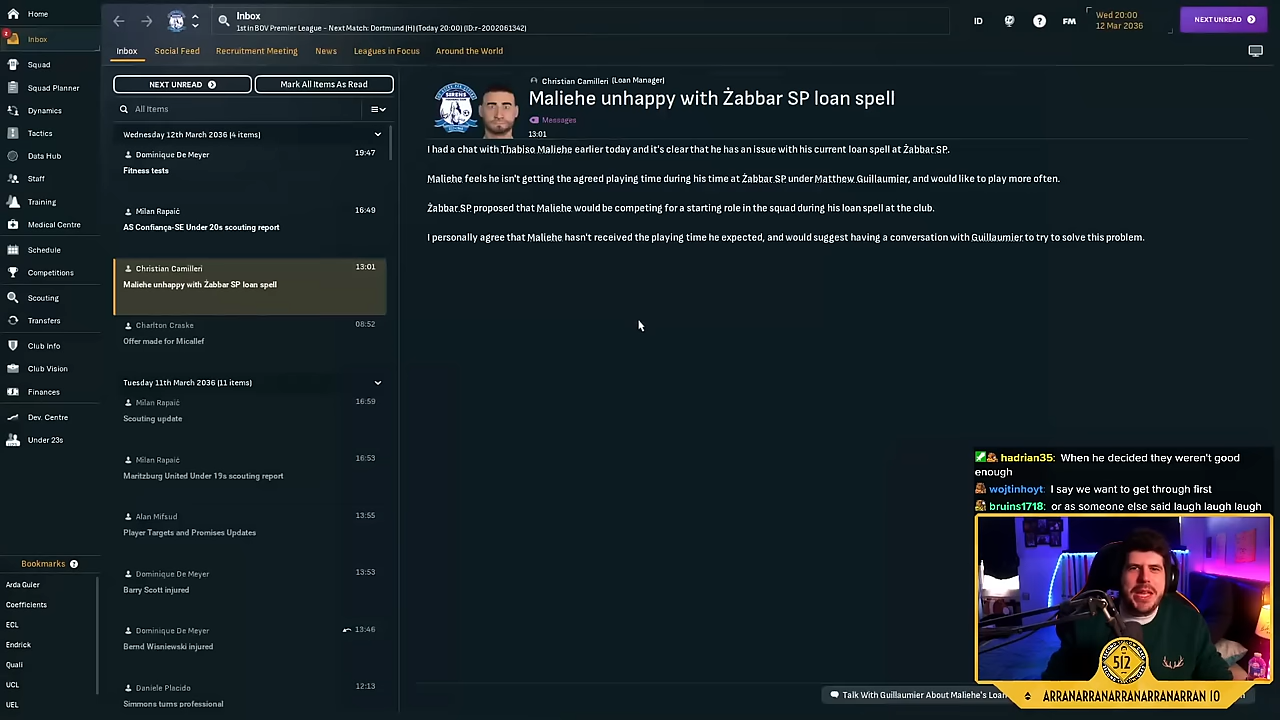 Home
Inbox
1st in BOV Premier League - Next Match: Dortmund (H) (Today 20:00) (ID:r-2002061342)
ID
FM
Wed 20:00
12 Mar 2036
NEXT UNREAD
2
Inbox
Squad
Squad Planner
Dynamics
Tactics
Data Hub
Staff
Training
Medical Centre
Schedule
Competitions
Scouting
Transfers
Club Info
Club Vision
Finances
Dev. Centre
Under 23s
Bookmarks
Arda Guler
Coefficients
ECL
Endrick
Quali
UCL
UEL
Inbox
Social Feed
Recruitment Meeting
News
Leagues in Focus
Around the World
NEXT UNREAD
Mark All Items As Read
All Items
Wednesday 12th March 2036 (4 items)
Dominique De Meyer 19:47
Fitness tests
Milan Rapaić 16:49
AS Confiança-SE Under 20s scouting report
Christian Camilleri 13:01
Maliehe unhappy with Żabbar SP loan spell
Charlton Craske 08:52
Offer made for Micallef
Tuesday 11th March 2036 (11 items)
Milan Rapaić 16:59
Scouting update
Milan Rapaić 16:53
Maritzburg United Under 19s scouting report
Alan Mifsud 13:55
Player Targets and Promises Updates
Dominique De Meyer 13:53
Barry Scott injured
Dominique De Meyer 13:46
Bernd Wisniewski injured
Daniele Placido 12:13
Simmons turns professional
SIRENS
Christian Camilleri (Loan Manager)
Maliehe unhappy with Żabbar SP loan spell
Messages
13:01
I had a chat with Thabiso Maliehe earlier today and it's clear that he has an issue with his current loan spell at Żabbar SP.
Maliehe feels he isn't getting the agreed playing time during his time at Żabbar SP under Matthew Guillaumier, and would like to play more often.
Żabbar SP proposed that Maliehe would be competing for a starting role in the squad during his loan spell at the club.
I personally agree that Maliehe hasn't received the playing time he expected, and would suggest having a conversation with Guillaumier to try to solve this problem.
hadrian35: When he decided they weren't good
enough
wojtinhoyt: I say we want to get through first
bruins1718: or as someone else said laugh laugh laugh
512
Talk With Guillaumier About Maliehe's Loan
ARRANARRANARRANARRANARRAN 10